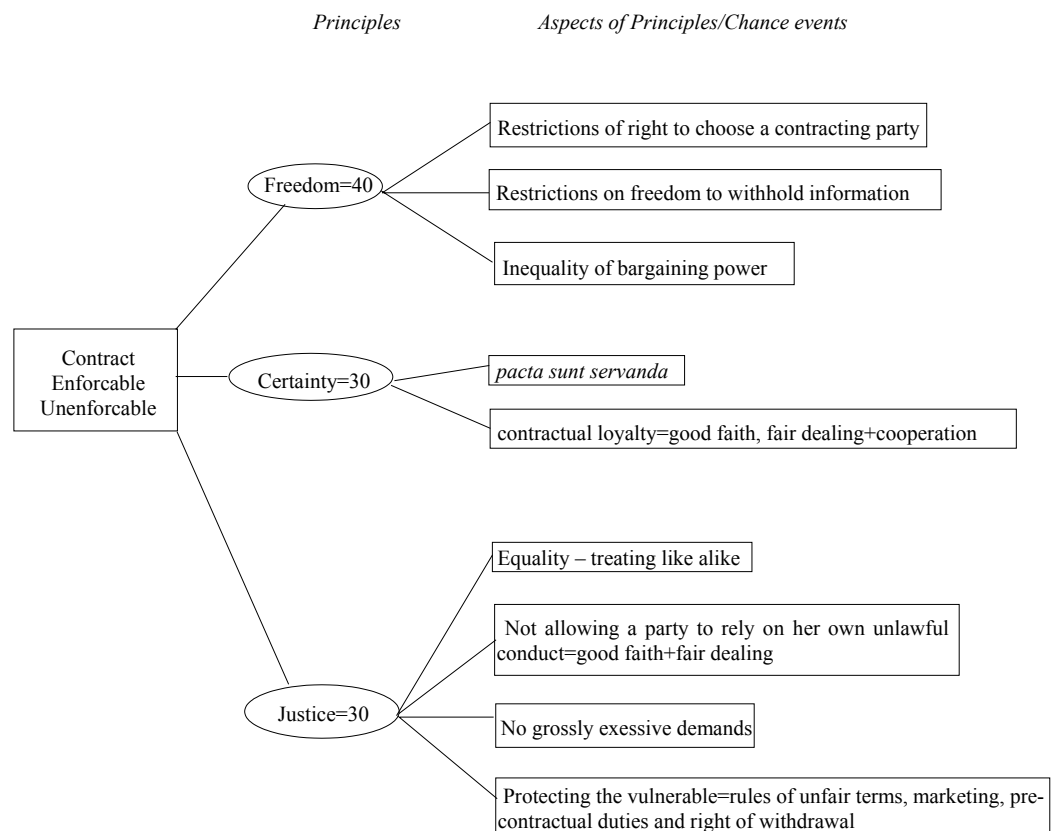 Principles Aspects of Principles/Chance events
Restrictions of right to choose a contracting party
Freedom=40
Restrictions on freedom to withhold information
Inequality of bargaining power
Contract
Enforcable
Unenforcable
Certainty=30
pacta sunt servanda
contractual loyalty=good faith, fair dealing+cooperation
Equality – treating like alike
Not allowing a party to rely on her own unlawful
conduct=good faith+fair dealing
Justice=30
No grossly exessive demands
Protecting the vulnerable=rules of unfair terms, marketing, pre-
contractual duties and right of withdrawal